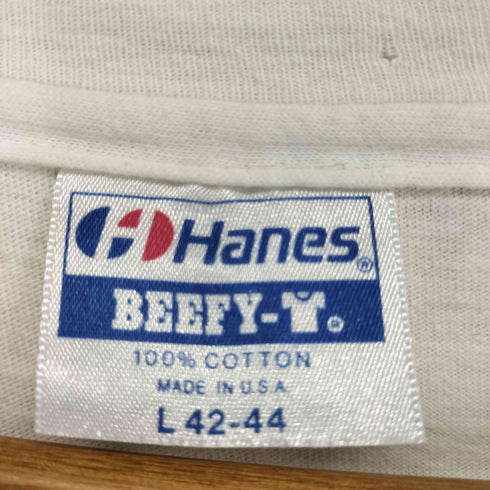 Hanes®
BEEFY-T®
100% COTTON
MADE IN U.S.A
L 42-44